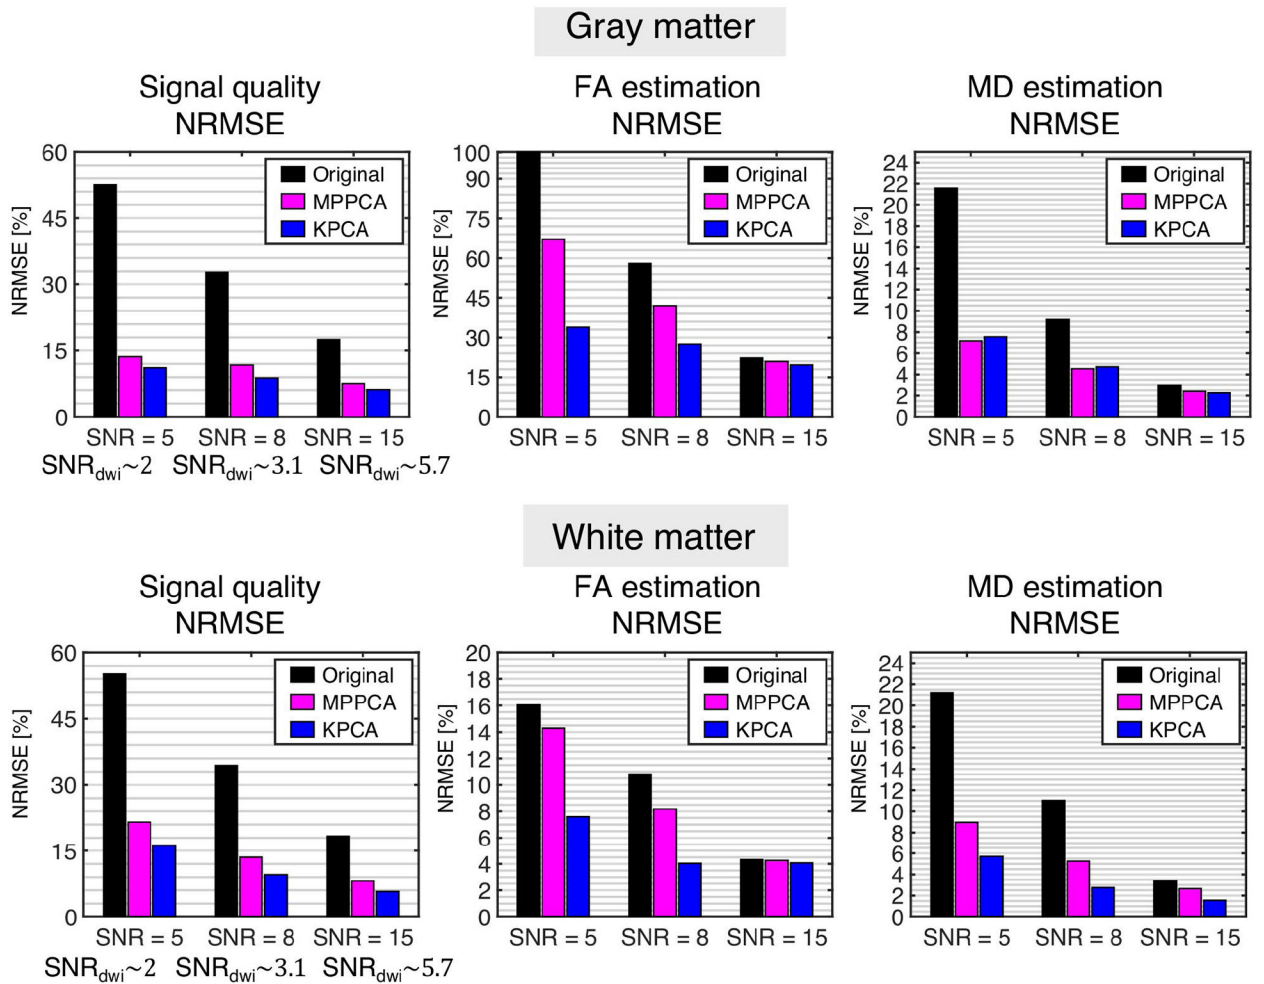 Gray matter
Signal quality
NRMSE
FA estimation
NRMSE
MD estimation
NRMSE
NRMSE [%]
60
45
30
15
0
Original
MPPCA
KPCA
SNR = 5
SNR = 8
SNR = 15
SNRdwi~2
SNRdwi~3.1
SNRdwi~5.7
NRMSE [%]
100
90
75
60
45
30
15
0
Original
MPPCA
KPCA
SNR = 5
SNR = 8
SNR = 15
NRMSE [%]
24
22
20
18
16
14
12
10
8
6
4
2
0
Original
MPPCA
KPCA
SNR = 5
SNR = 8
SNR = 15
White matter
Signal quality
NRMSE
FA estimation
NRMSE
MD estimation
NRMSE
NRMSE [%]
60
45
30
15
0
Original
MPPCA
KPCA
SNR = 5
SNR = 8
SNR = 15
SNRdwi~2
SNRdwi~3.1
SNRdwi~5.7
NRMSE [%]
20
18
16
14
12
10
8
6
4
2
0
Original
MPPCA
KPCA
SNR = 5
SNR = 8
SNR = 15
NRMSE [%]
24
22
20
18
16
14
12
10
8
6
4
2
0
Original
MPPCA
KPCA
SNR = 5
SNR = 8
SNR = 15